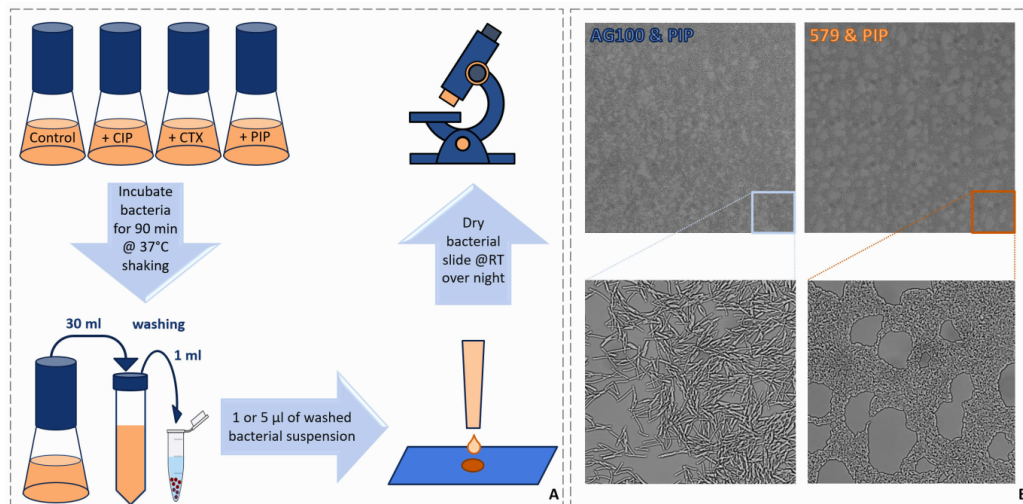 Control
+ CIP
+ CTX
+ PIP
Incubate
bacteria
for 90 min
@ 37°C
shaking
30 ml
washing
1 ml
1 or 5 µl of washed
bacterial suspension
Dry
bacterial
slide @RT
over night
A
AG100 & PIP
579 & PIP